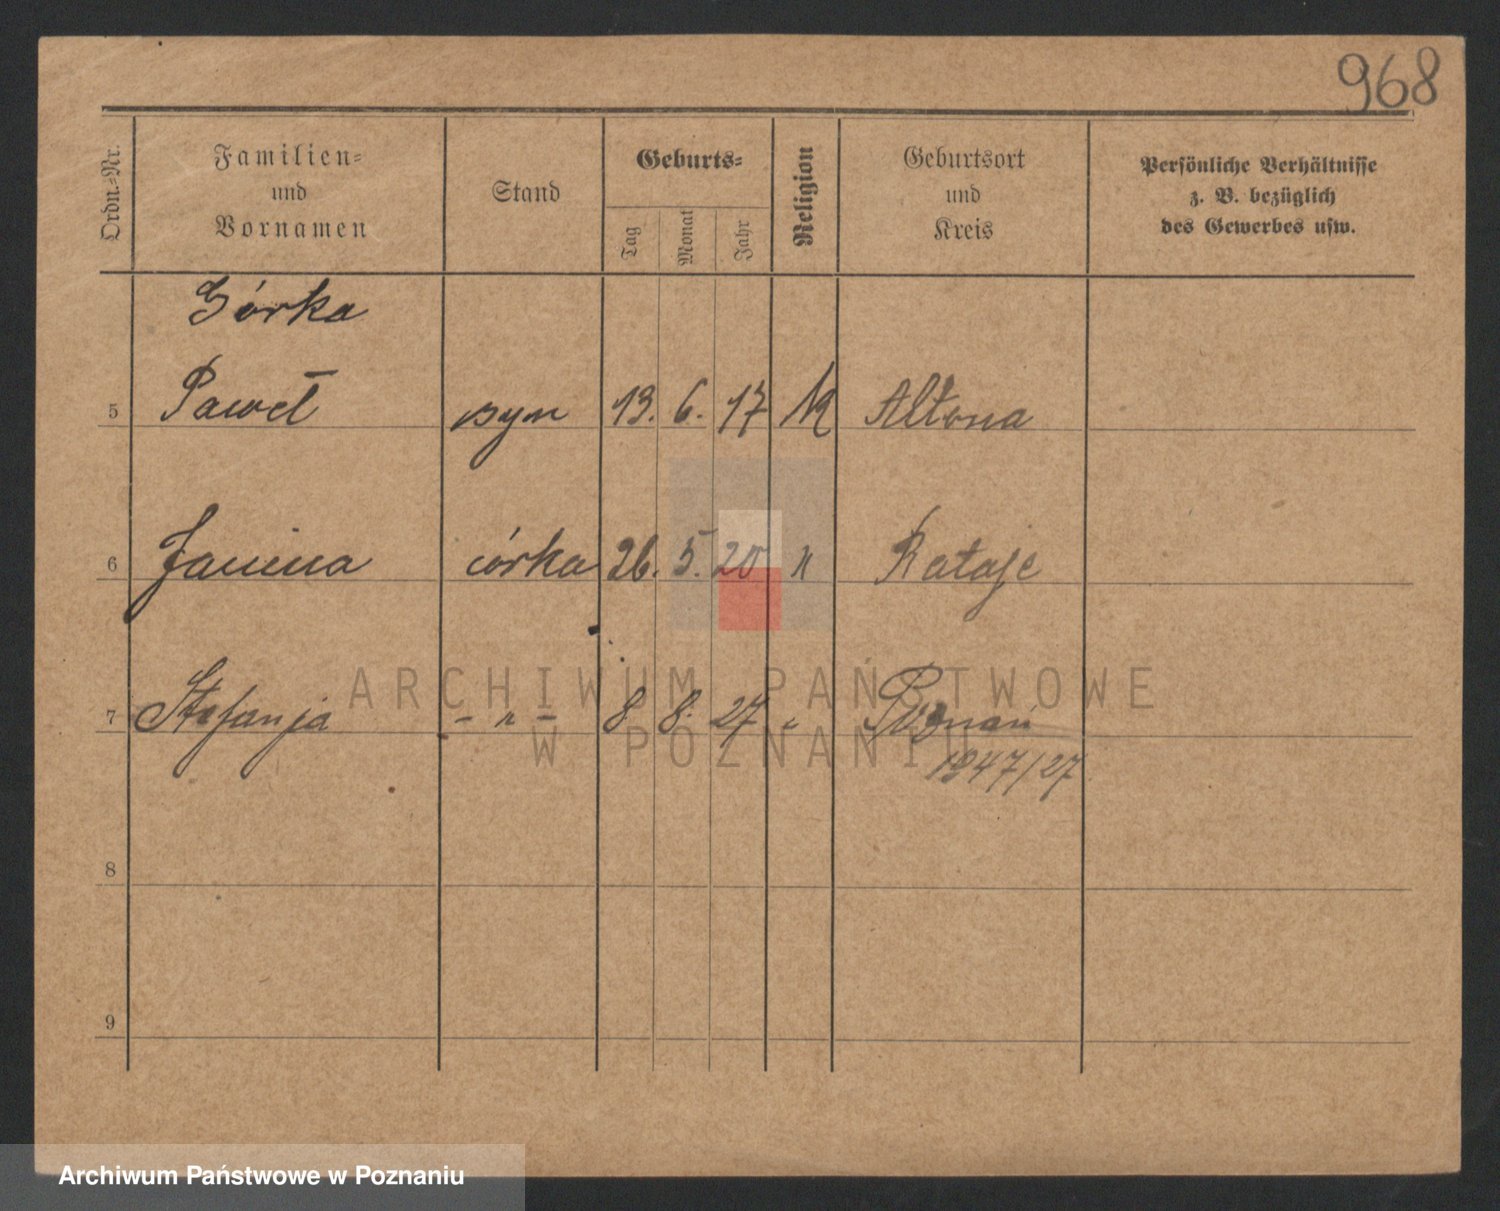 968
Ordn.-Nr.
Familien-
und
Vornamen
Stand
Geburts-
Tag
Monat
Jahr
Religion
Geburtsort
und
Kreis
Persönliche Verhältnisse
z. B. bezüglich
des Gewerbes usw.
Górka
5 Paweł syn 13. 6. 17 k Altona
6 Janina córka 26. 5. 20 " Rataje
7 Stefanja - " - 8 8. 27 " Poznań
1947/27
8
9
ARCHIWUM PAŃSTWOWE
W POZNANIU
Archiwum Państwowe w Poznaniu